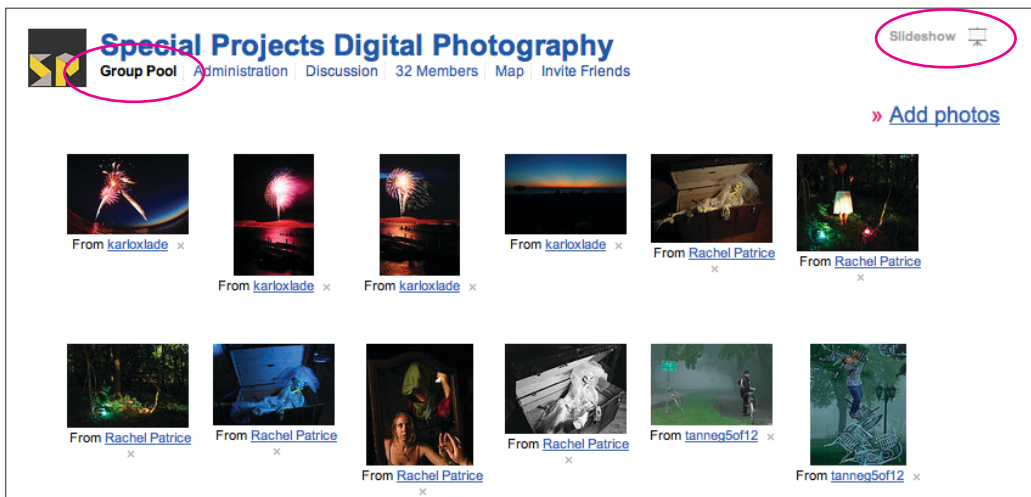 SP
Special Projects Digital Photography
Slideshow
Group Pool Administration Discussion 32 Members Map Invite Friends
» Add photos
From karloxlade ×
From karloxlade ×
From karloxlade ×
From karloxlade ×
From Rachel Patrice
×
From Rachel Patrice
×
From Rachel Patrice
×
From Rachel Patrice
×
From Rachel Patrice
×
From Rachel Patrice
×
From tanneg5of12 ×
From tanneg5of12 ×